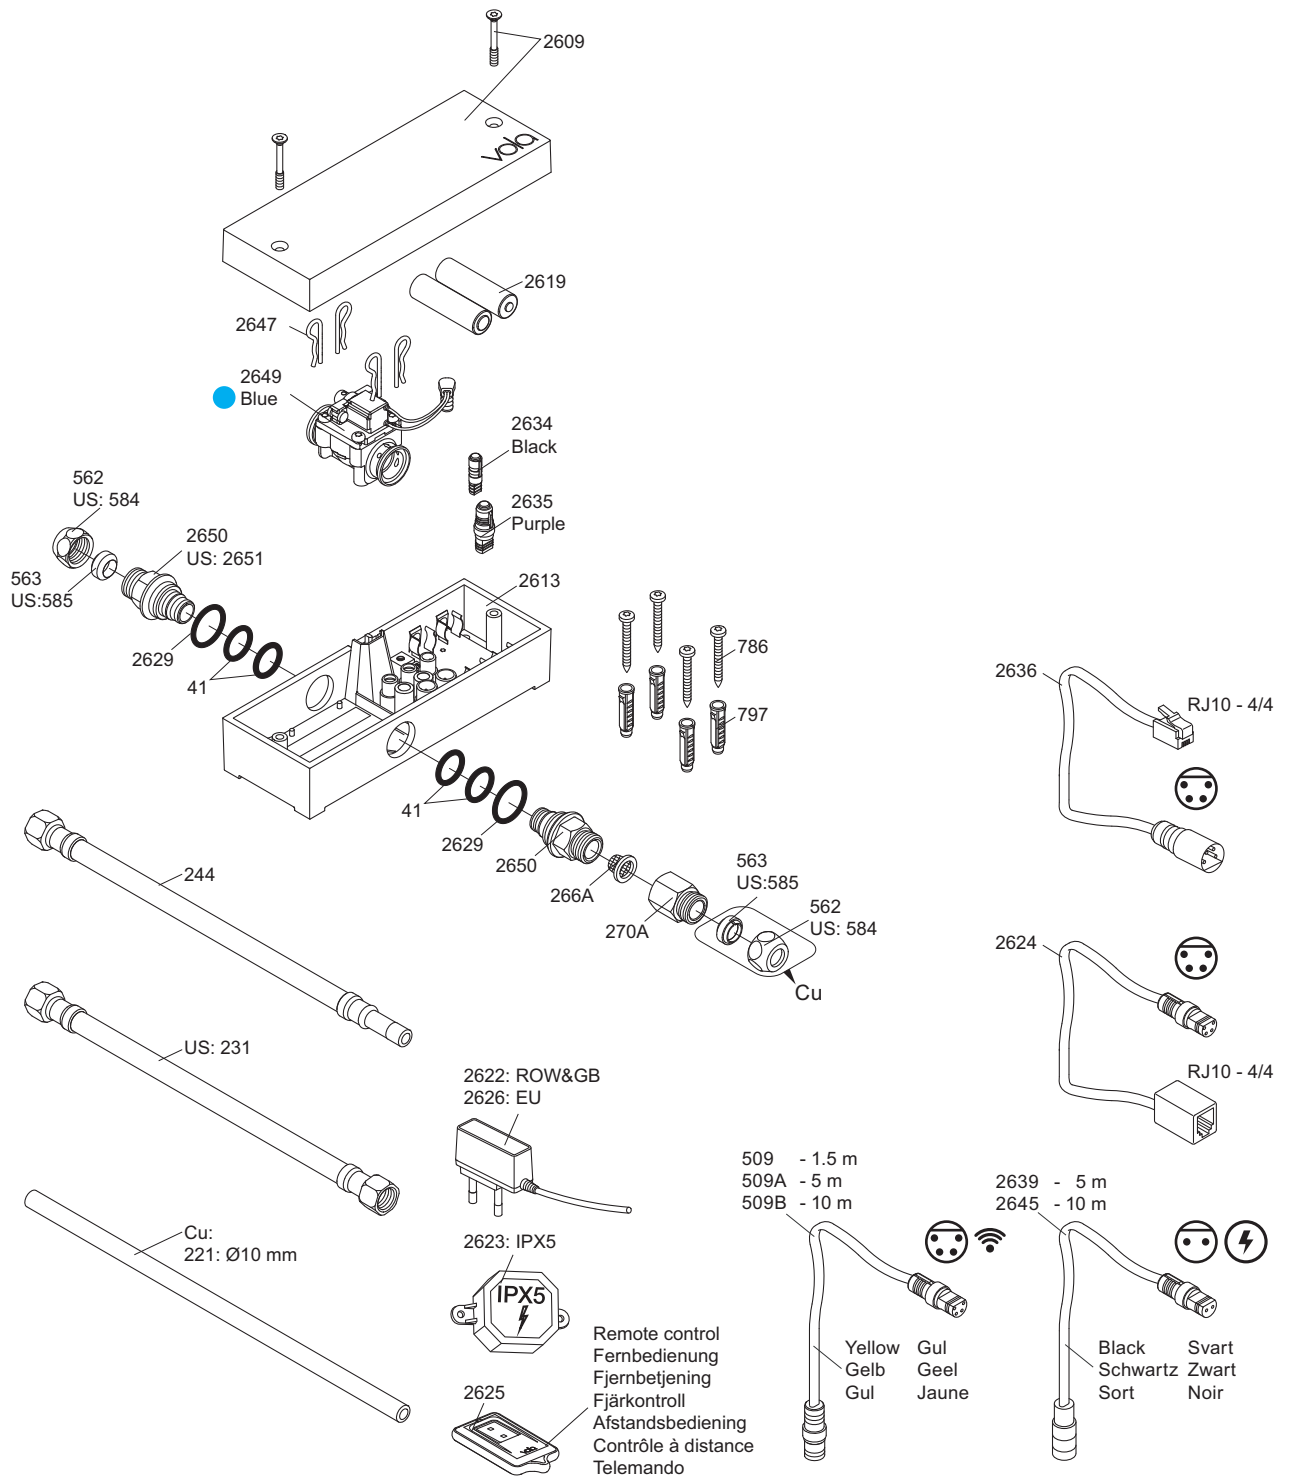 2609
vola
2619
2647
2649
Blue
2634
Black
2635
Purple
562
US: 584
2650
US: 2651
563
US:585
2613
2629
41
786
797
2636
RJ10 - 4/4
41
2629
2650
266A
270A
563
US:585
562
US: 584
Cu
244
2624
RJ10 - 4/4
US: 231
2622: ROW&GB
2626: EU
509 - 1.5 m
509A - 5 m
509B - 10 m
2639 - 5 m
2645 - 10 m
Cu:
221: Ø10 mm
2623: IPX5
IPX5
Remote control
Fernbedienung
Fjernbetjening
Fjärkontroll
Afstandsbediening
Contrôle à distance
Telemando
2625
vola
Yellow Gul
Gelb Geel
Gul Jaune
Black Svart
Schwartz Zwart
Sort Noir